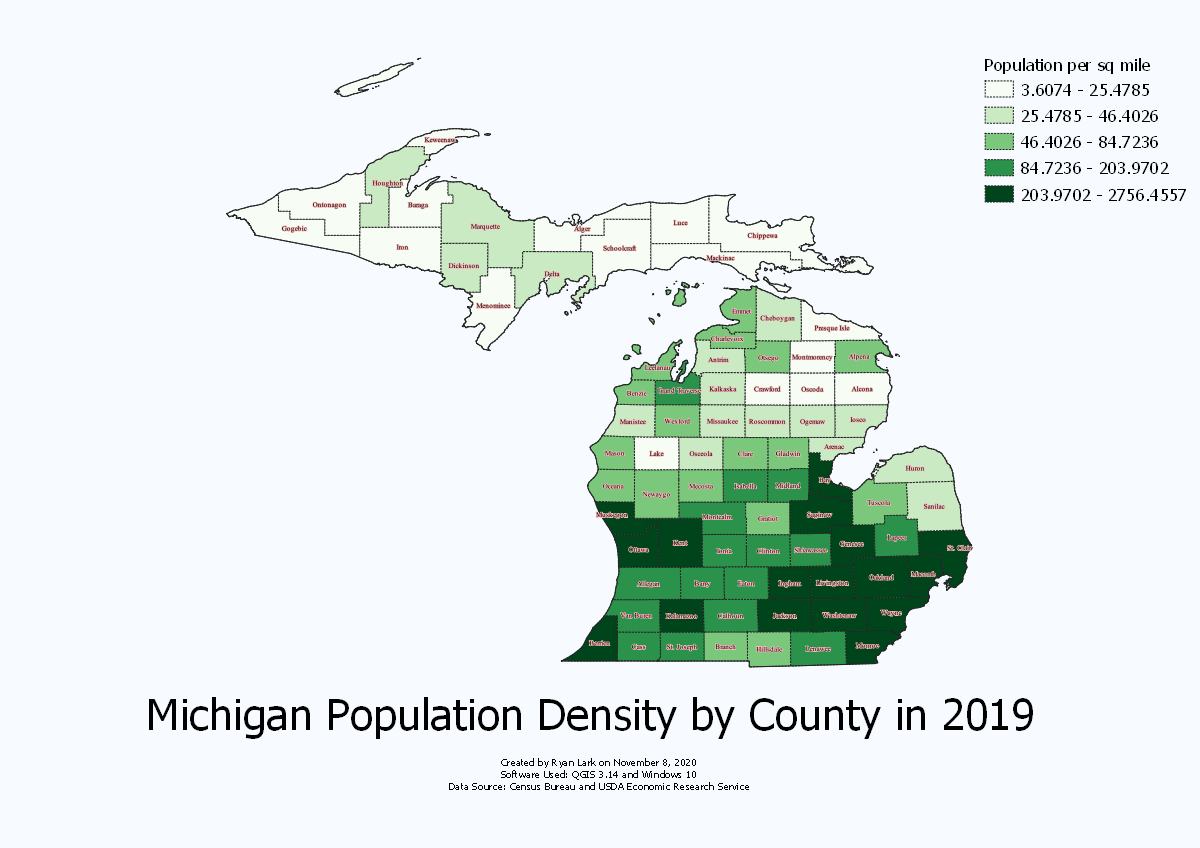 Population per sq mile
3.6074 - 25.4785
25.4785 - 46.4026
46.4026 - 84.7236
84.7236 - 203.9702
203.9702 - 2756.4557
Keweenaw
Houghton
Ontonagon
Baraga
Gogebic
Marquette
Alger
Luce
Chippewa
Iron
Schoolcraft
Mackinac
Dickinson
Delta
Menominee
Emmet
Cheboygan
Presque Isle
Charlevoix
Antrim
Otsego
Montmorency
Alpena
Leelanau
Benzie
Grand Traverse
Kalkaska
Crawford
Oscoda
Alcona
Manistee
Wexford
Missaukee
Roscommon
Ogemaw
Iosco
Mason
Lake
Osceola
Clare
Gladwin
Arenac
Huron
Oceana
Newaygo
Mecosta
Isabella
Midland
Bay
Tuscola
Sanilac
Muskegon
Montcalm
Gratiot
Saginaw
Ottawa
Kent
Ionia
Clinton
Shiawassee
Genesee
Lapeer
St. Clair
Allegan
Barry
Eaton
Ingham
Livingston
Oakland
Macomb
Van Buren
Kalamazoo
Calhoun
Jackson
Washtenaw
Wayne
Berrien
Cass
St. Joseph
Branch
Hillsdale
Lenawee
Monroe
Michigan Population Density by County in 2019
Created by Ryan Lark on November 8, 2020
Software Used: QGIS 3.14 and Windows 10
Data Source: Census Bureau and USDA Economic Research Service